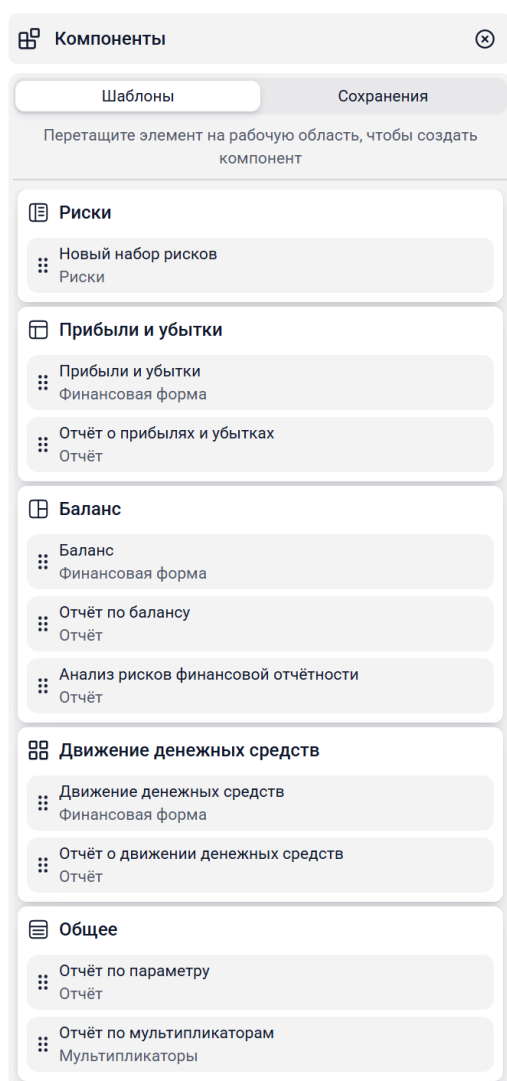 Компоненты
Шаблоны
Сохранения
Перетащите элемент на рабочую область, чтобы создать
компонент
Риски
Новый набор рисков
Риски
Прибыли и убытки
Прибыли и убытки
Финансовая форма
Отчёт о прибылях и убытках
Отчёт
Баланс
Баланс
Финансовая форма
Отчёт по балансу
Отчёт
Анализ рисков финансовой отчётности
Отчёт
Движение денежных средств
Движение денежных средств
Финансовая форма
Отчёт о движении денежных средств
Отчёт
Общее
Отчёт по параметру
Отчёт
Отчёт по мультипликаторам
Мультипликаторы